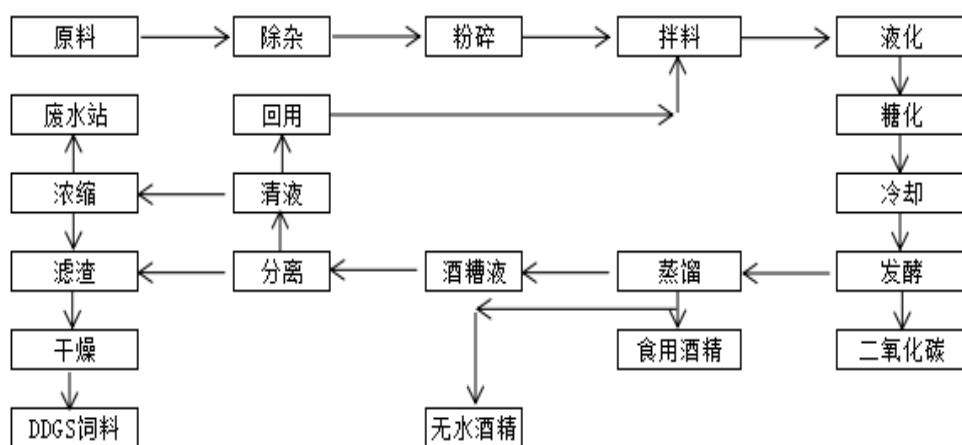 原料
除杂
粉碎
拌料
液化
废水站
回用
糖化
浓缩
清液
冷却
滤渣
分离
酒糟液
蒸馏
发酵
干燥
食用酒精
二氧化碳
DDGS饲料
无水酒精